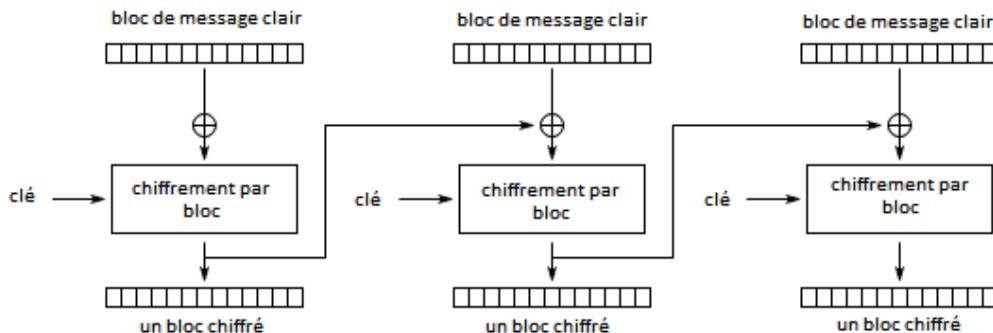 bloc de message clair
bloc de message clair
bloc de message clair
clé
chiffrement par
bloc
clé
chiffrement par
bloc
clé
chiffrement par
bloc
un bloc chiffré
un bloc chiffré
un bloc chiffré